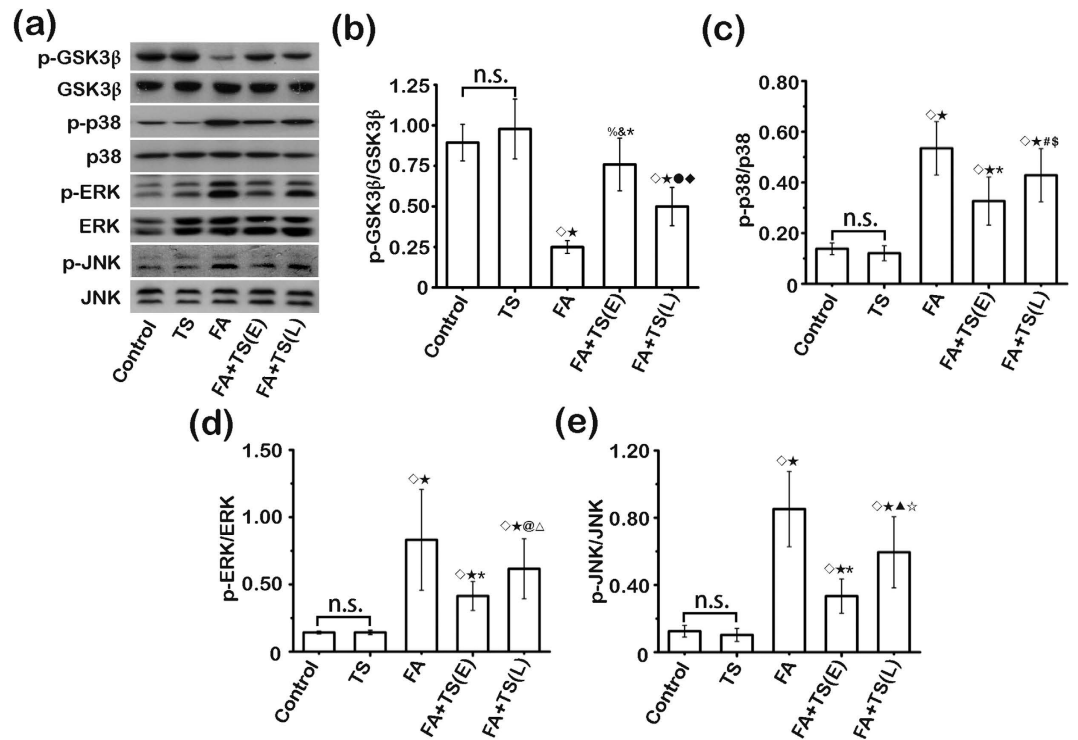 (a)
p-GSK3β
GSK3β
p-p38
p38
p-ERK
ERK
p-JNK
JNK
Control
TS
FA
FA+TS(E)
FA+TS(L)
(b)
p-GSK3β/GSK3β
1.25
1.00
0.75
0.50
0.25
0
n.s.
◇★
%&*
◇★●◆
Control
TS
FA
FA+TS(E)
FA+TS(L)
(c)
p-p38/p38
0.80
0.60
0.40
0.20
0
n.s.
◇★
◇★*
◇★#$
Control
TS
FA
FA+TS(E)
FA+TS(L)
(d)
p-ERK/ERK
1.50
1.00
0.50
0
n.s.
◇★
◇★*
◇★@△
Control
TS
FA
FA+TS(E)
FA+TS(L)
(e)
p-JNK/JNK
1.20
0.80
0.40
0
n.s.
◇★
◇★*
◇★▲☆
Control
TS
FA
FA+TS(E)
FA+TS(L)